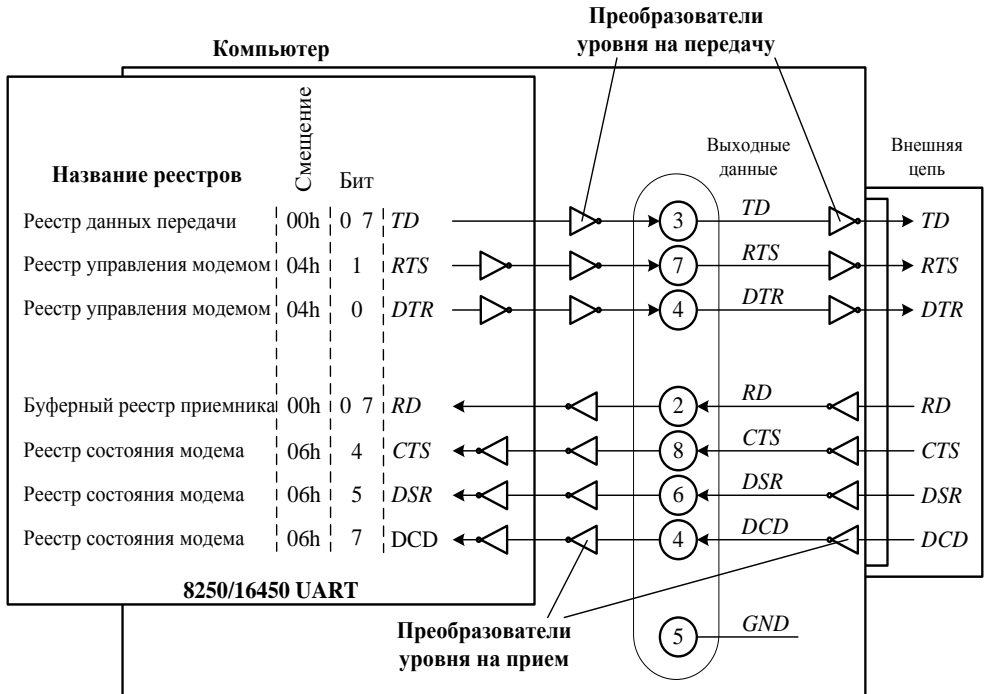 Преобразователи
уровня на передачу
Компьютер
Название реестров
Смещение
Бит
Выходные
данные
Внешняя
цепь
Реестр данных передачи 00h 0 7 TD 3 TD TD
Реестр управления модемом 04h 1 RTS 7 RTS RTS
Реестр управления модемом 04h 0 DTR 4 DTR DTR
Буферный реестр приемника 00h 0 7 RD 2 RD RD
Реестр состояния модема 06h 4 CTS 8 CTS CTS
Реестр состояния модема 06h 5 DSR 6 DSR DSR
Реестр состояния модема 06h 7 DCD 4 DCD DCD
8250/16450 UART
Преобразователи
уровня на прием
5 GND